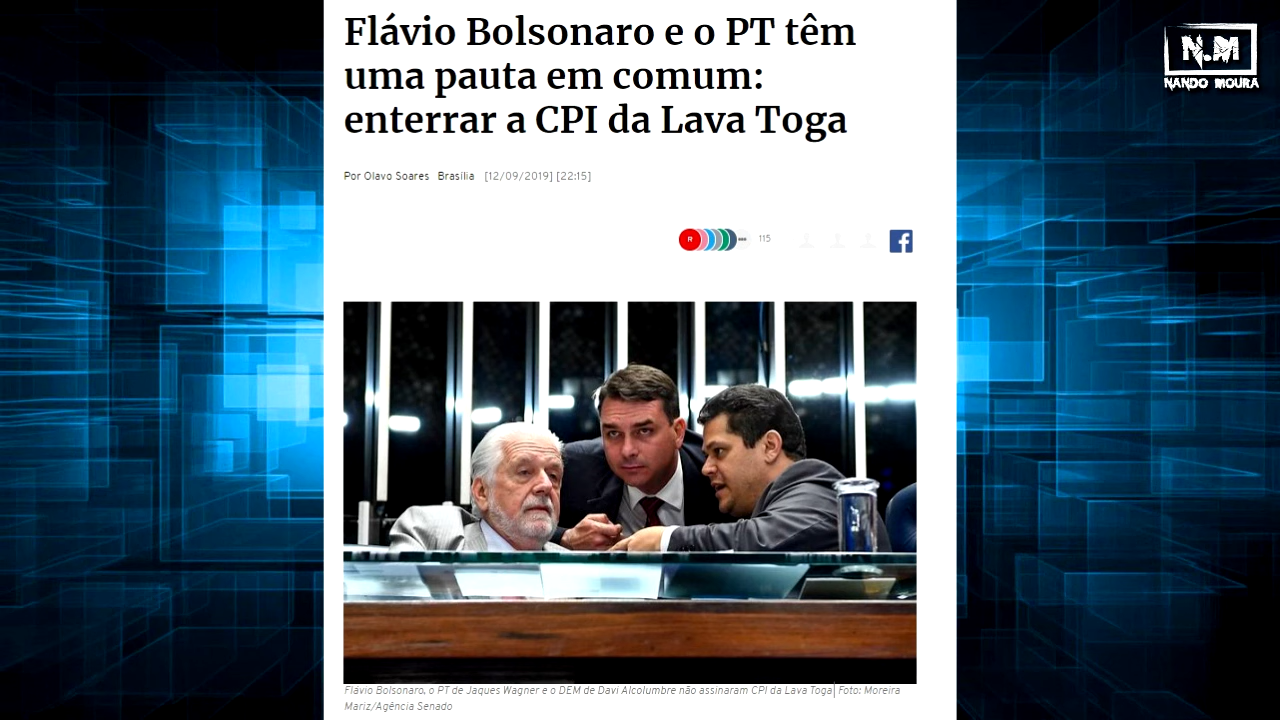 Flávio Bolsonaro e o PT têm
uma pauta em comum:
enterrar a CPI da Lava Toga
N.M
NANDO MOURA
Por Olavo Soares Brasília [12/09/2019] [22:15]
R
115
Flávio Bolsonaro, o PT de Jaques Wagner e o DEM de Davi Alcolumbre não assinaram CPI da Lava Toga| Foto: Moreira
Mariz/Agência Senado